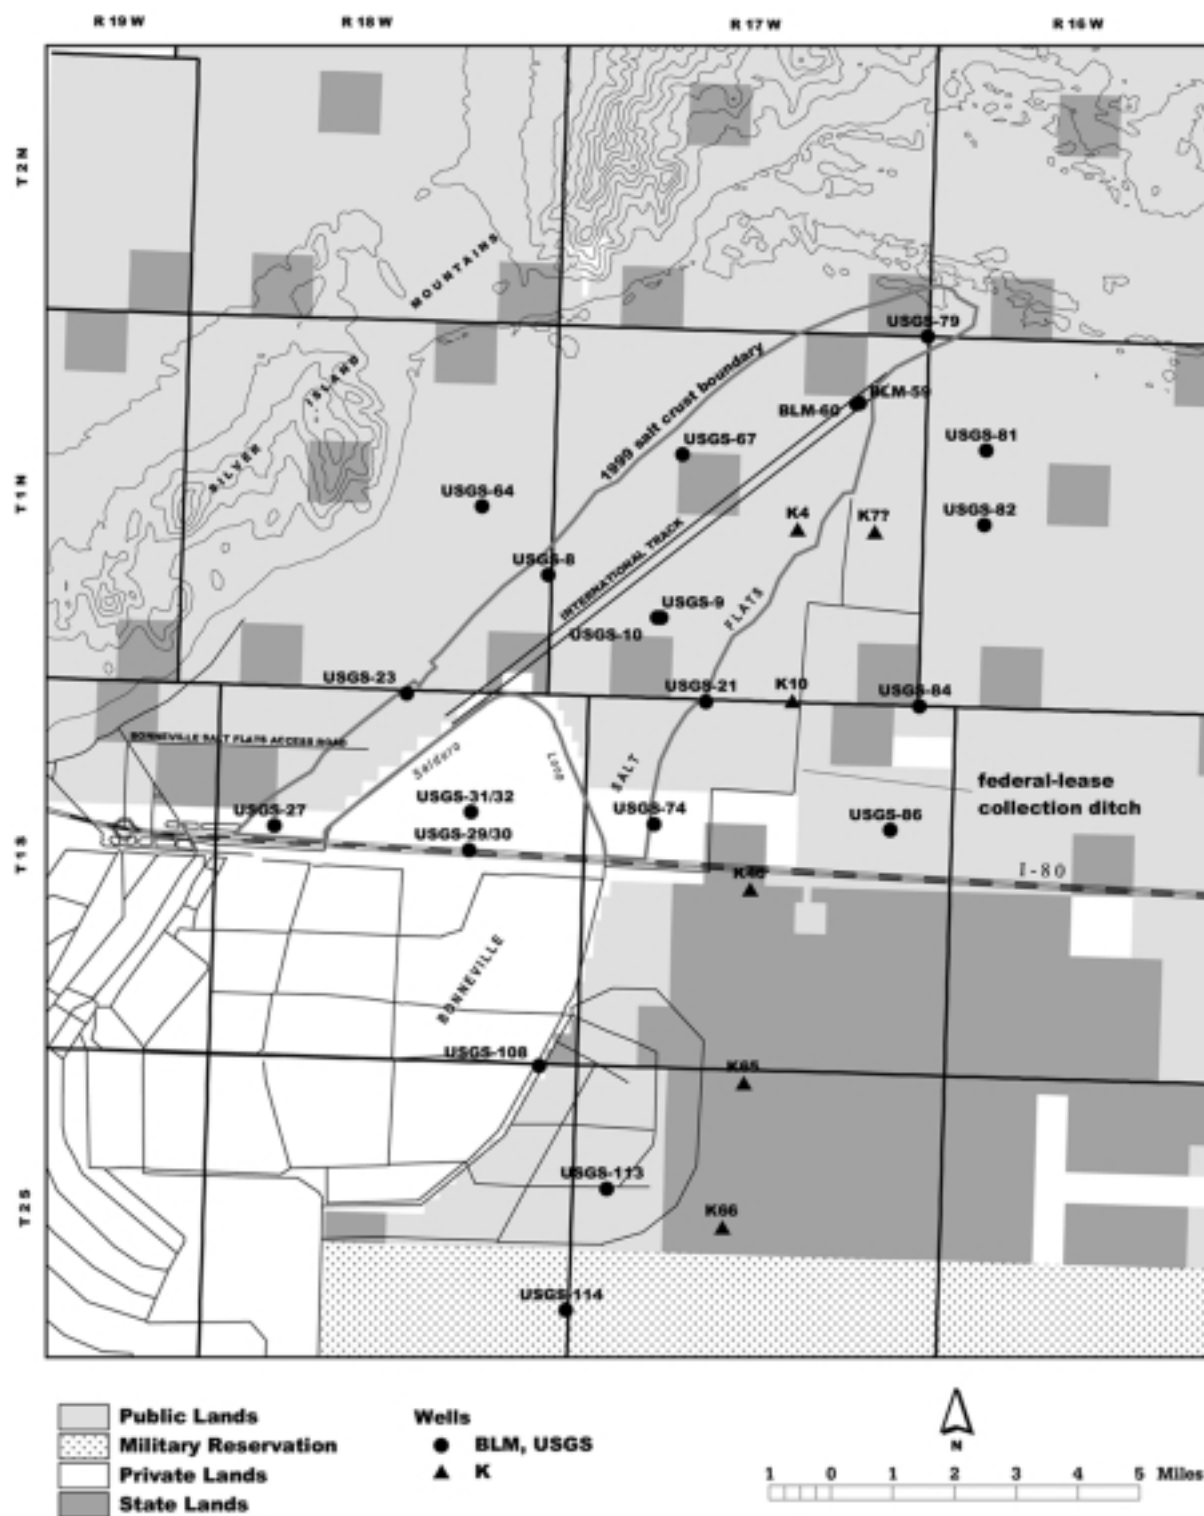 R 19 W R 18 W R 17 W R 16 W
T 2 N
MOUNTAINS
USGS-79
ISLAND
1999 salt crust boundary
BLM-59
BLM-60
USGS-67
USGS-81
SILVER
T 1 N
USGS-64
K4
K7?
USGS-82
INTERNATIONAL TRACK
USGS-8
FLATS
USGS-9
USGS-10
USGS-23
USGS-21
K10
USGS-84
BONNEVILLE SALT FLATS ACCESS ROAD
Salduro
Loop
SALT
federal-lease
collection ditch
USGS-31/32
USGS-27
USGS-74
USGS-86
USGS-29/30
T 1 S
I-80
K46
BONNEVILLE
USGS-108
K65
USGS-113
T 2 S
K66
USGS-114
Public Lands
Military Reservation
Private Lands
State Lands
Wells
BLM, USGS
K
N
1 0 1 2 3 4 5 Miles